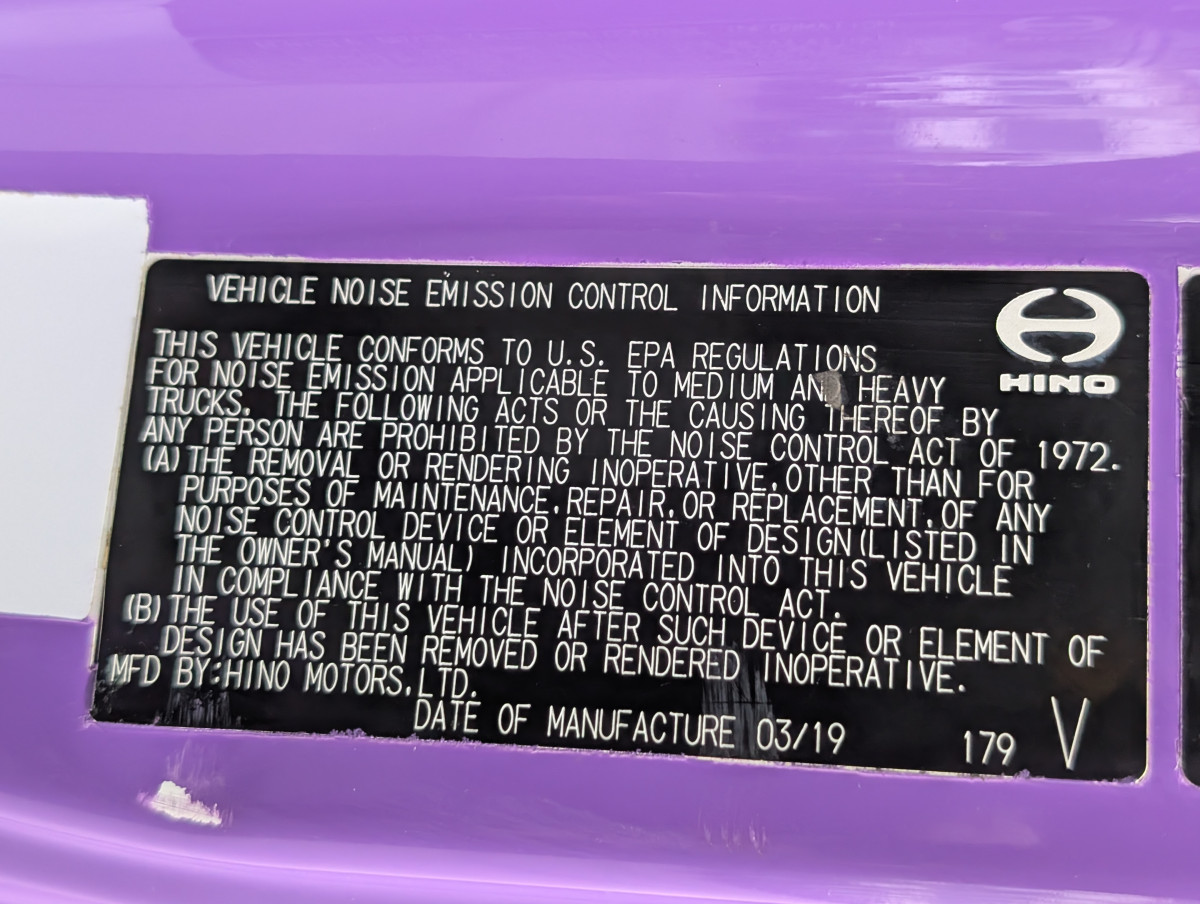 VEHICLE NOISE EMISSION CONTROL INFORMATION
HINO
THIS VEHICLE CONFORMS TO U.S. EPA REGULATIONS
FOR NOISE EMISSION APPLICABLE TO MEDIUM AND HEAVY
TRUCKS. THE FOLLOWING ACTS OR THE CAUSING THEREOF BY
ANY PERSON ARE PROHIBITED BY THE NOISE CONTROL ACT OF 1972.
(A) THE REMOVAL OR RENDERING INOPERATIVE, OTHER THAN FOR
PURPOSES OF MAINTENANCE, REPAIR, OR REPLACEMENT, OF ANY
NOISE CONTROL DEVICE OR ELEMENT OF DESIGN (LISTED IN
THE OWNER'S MANUAL) INCORPORATED INTO THIS VEHICLE
IN COMPLIANCE WITH THE NOISE CONTROL ACT.
(B) THE USE OF THIS VEHICLE AFTER SUCH DEVICE OR ELEMENT OF
DESIGN HAS BEEN REMOVED OR RENDERED INOPERATIVE.
MFD BY: HINO MOTORS, LTD.
DATE OF MANUFACTURE 03/19 179 V